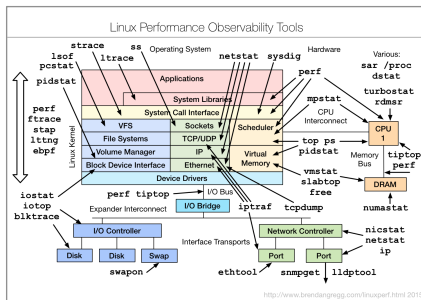 Linux Performance Observability Tools
strace
ss
Operating System
netstat
sysdig
Hardware
Various:
lsof
ltrace
sar /proc
pcstat
perf
dstat
pidstat
Applications
mpstat
turbostat
System Libraries
rdmsr
System Call Interface
CPU
Interconnect
perf
ftrace
stap
lttng
ebpf
Linux Kernel
VFS
Sockets
Scheduler
CPU
1
File Systems
TCP/UDP
Volume Manager
IP
Virtual
Memory
top ps
pidstat
tiptop
perf
Block Device Interface
Ethernet
Memory
Bus
Device Drivers
vmstat
slabtop
free
DRAM
iostat
iotop
blktrace
perf tiptop
I/O Bus
iptraf
tcpdump
numastat
Expander Interconnect
I/O Bridge
I/O Controller
Network Controller
nicstat
netstat
ip
Disk
Disk
Swap
Interface Transports
Port
Port
swapon
ethtool
snmpget
lldptool
http://www.brendangregg.com/linuxperf.html 2015